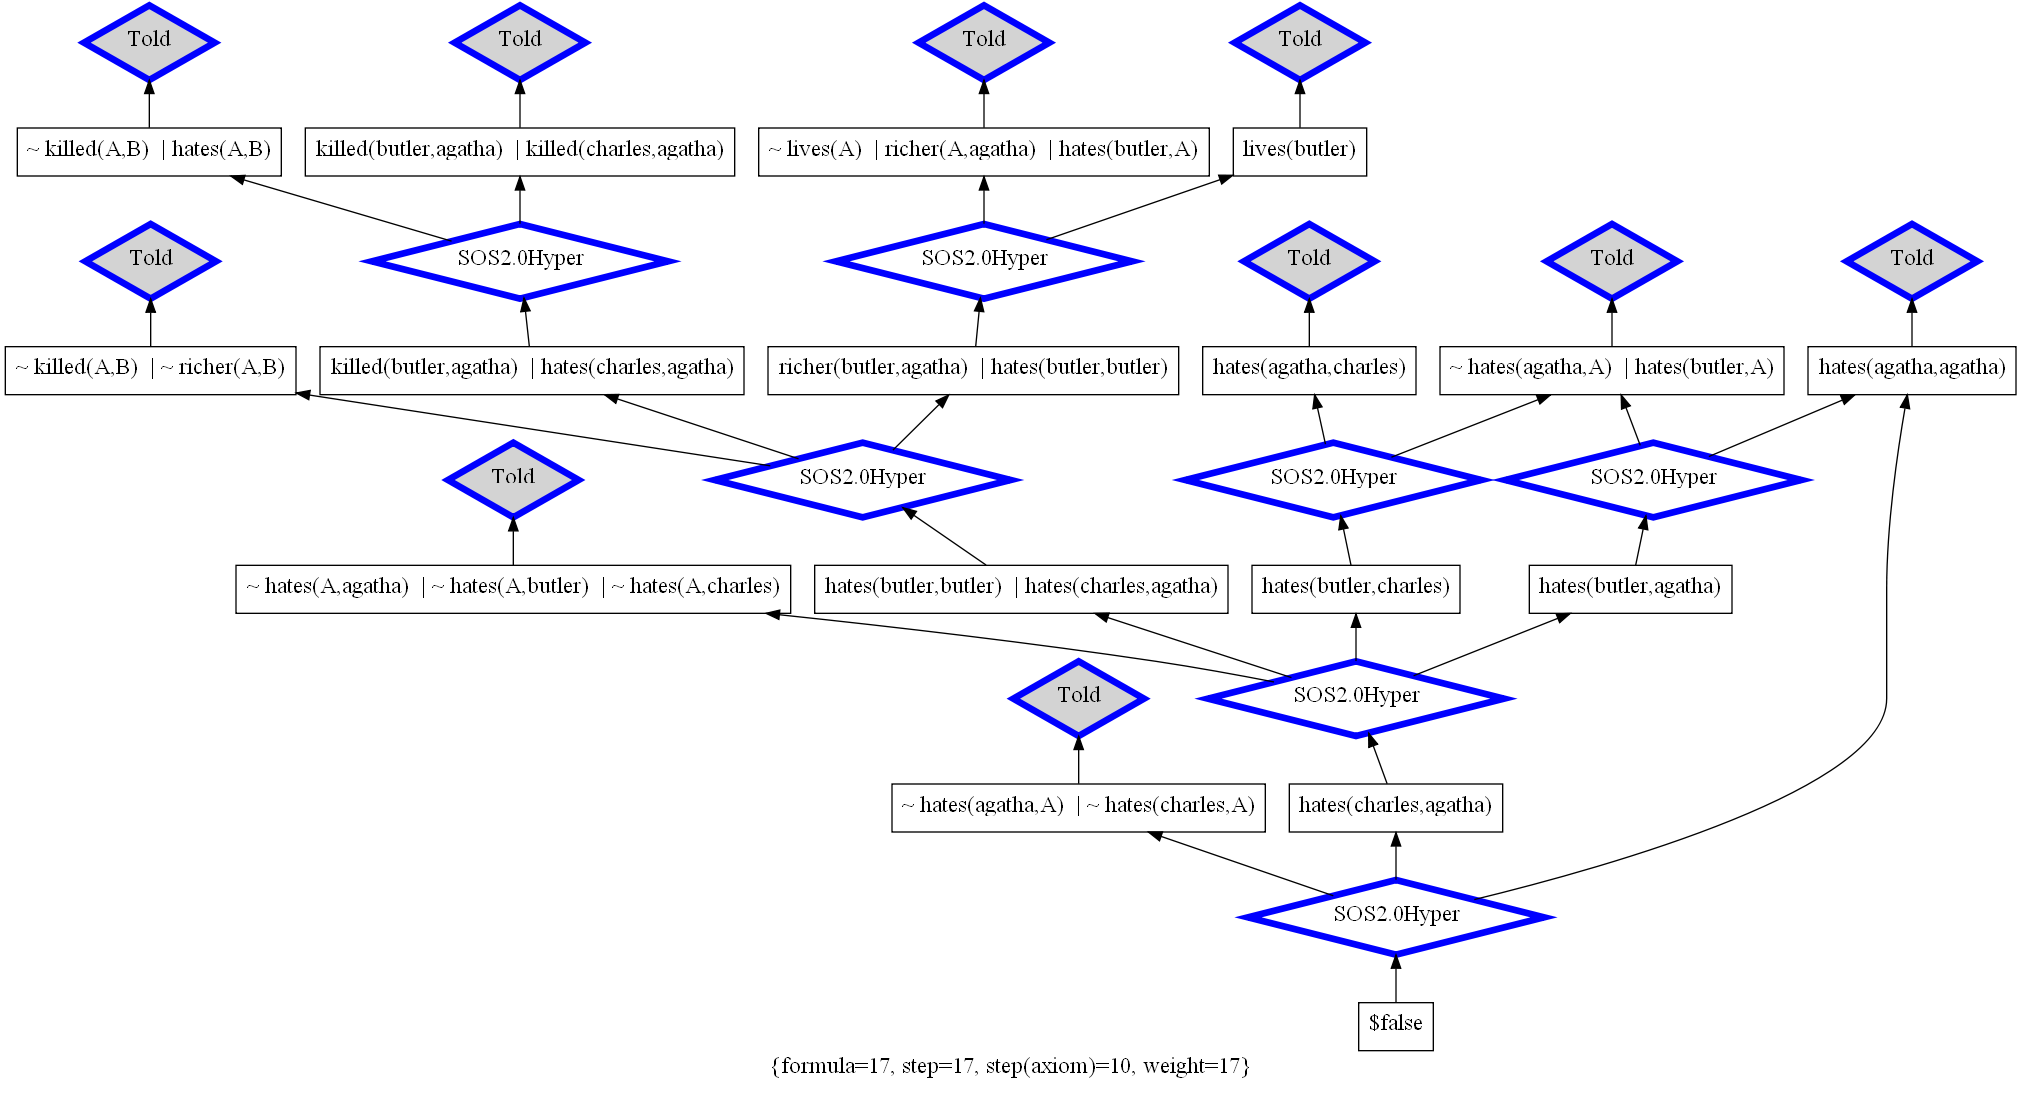 Told
Told
Told
Told
~ killed(A,B) | hates(A,B)
killed(butler,agatha) | killed(charles,agatha)
~ lives(A) | richer(A,agatha) | hates(butler,A)
lives(butler)
Told
SOS2.0Hyper
SOS2.0Hyper
Told
Told
Told
~ killed(A,B) | ~ richer(A,B)
killed(butler,agatha) | hates(charles,agatha)
richer(butler,agatha) | hates(butler,butler)
hates(agatha,charles)
~ hates(agatha,A) | hates(butler,A)
hates(agatha,agatha)
Told
SOS2.0Hyper
SOS2.0Hyper
SOS2.0Hyper
~ hates(A,agatha) | ~ hates(A,butler) | ~ hates(A,charles)
hates(butler,butler) | hates(charles,agatha)
hates(butler,charles)
hates(butler,agatha)
Told
SOS2.0Hyper
~ hates(agatha,A) | ~ hates(charles,A)
hates(charles,agatha)
SOS2.0Hyper
$false
{formula=17, step=17, step(axiom)=10, weight=17}